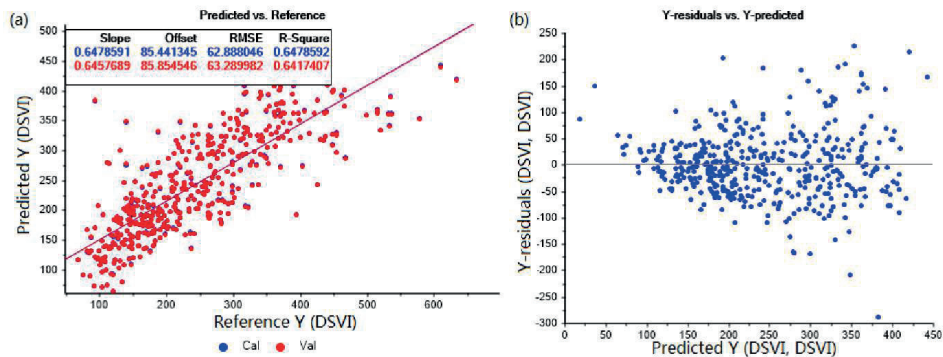 (a)
Predicted vs. Reference
Slope Offset RMSE R-Square
0.6478591 85.441345 62.888046 0.6478592
0.6457689 85.854546 63.289982 0.6417407
500
450
400
350
300
250
200
150
100
Predicted Y (DSVI)
100 200 300 400 500 600
Reference Y (DSVI)
Cal Val
(b)
Y-residuals vs. Y-predicted
250
200
150
100
50
0
-50
-100
-150
-200
-250
-300
Y-residuals (DSVI, DSVI)
0 50 100 150 200 250 300 350 400 450
Predicted Y (DSVI, DSVI)